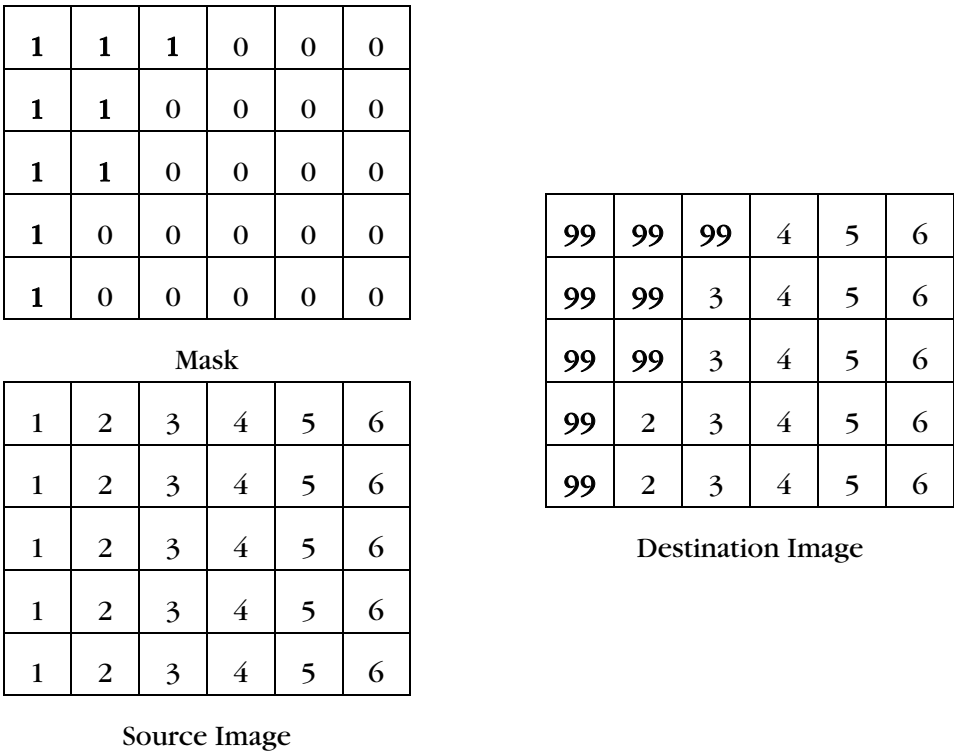 1 1 1 0 0 0
1 1 0 0 0 0
1 1 0 0 0 0
1 0 0 0 0 0
1 0 0 0 0 0
Mask
1 2 3 4 5 6
1 2 3 4 5 6
1 2 3 4 5 6
1 2 3 4 5 6
1 2 3 4 5 6
Source Image
99 99 99 4 5 6
99 99 3 4 5 6
99 99 3 4 5 6
99 2 3 4 5 6
99 2 3 4 5 6
Destination Image